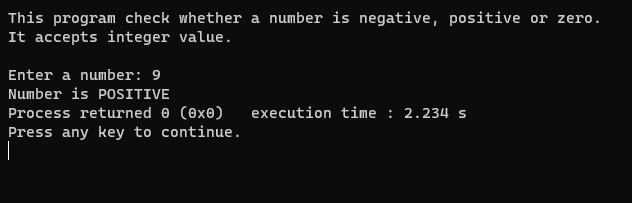 This program check whether a number is negative, positive or zero.
It accepts integer value.
Enter a number: 9
Number is POSITIVE
Process returned 0 (0x0)   execution time : 2.234 s
Press any key to continue.